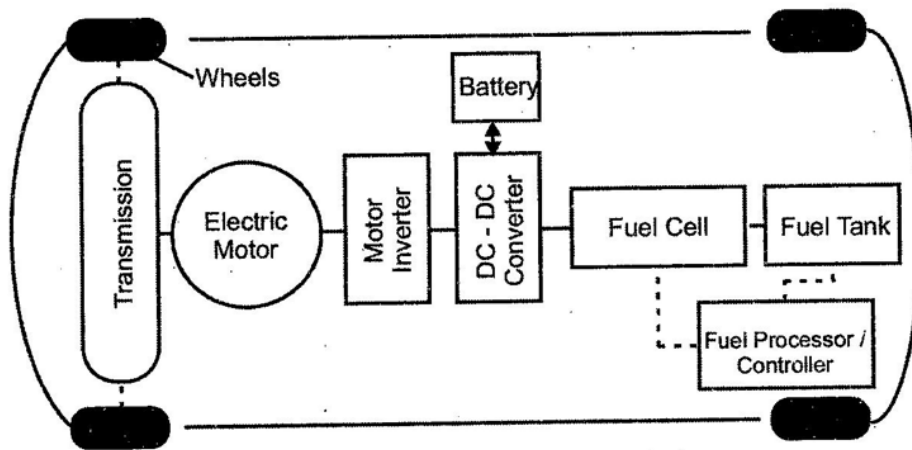 Wheels
Battery
Transmission
Electric
Motor
Motor
Inverter
DC - DC
Converter
Fuel Cell
Fuel Tank
Fuel Processor /
Controller